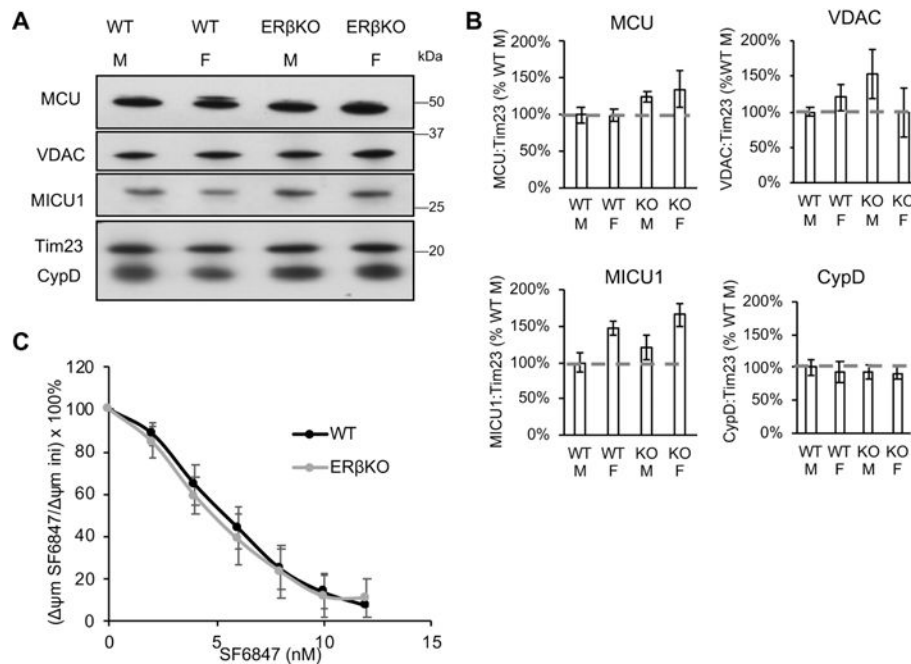 A
WT WT ERβKO ERβKO
M F M F kDa
MCU
50
37
VDAC
MICU1
25
Tim23
20
CypD
B
MCU
MCU:Tim23 (% WT M)
200%
150%
100%
50%
0%
WT M WT F KO M KO F
VDAC
VDAC:Tim23 (%WT M)
200%
150%
100%
50%
0%
WT M WT F KO M KO F
MICU1
MICU1:Tim23 (% WT M)
200%
150%
100%
50%
0%
WT M WT F KO M KO F
CypD
CypD:Tim23 (% WT M)
200%
150%
100%
50%
0%
WT M WT F KO M KO F
C
(Δψm SF6847/Δψm ini) x 100%
120
100
80
60
40
20
0
WT
ERβKO
0 5 10 15
SF6847 (nM)